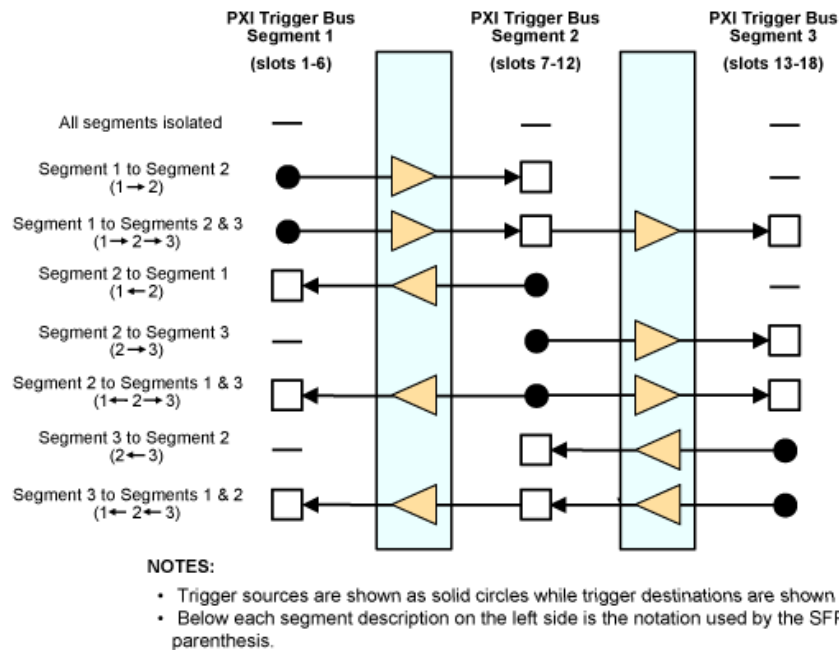 PXI Trigger Bus
Segment 1
(slots 1-6)
PXI Trigger Bus
Segment 2
(slots 7-12)
PXI Trigger Bus
Segment 3
(slots 13-18)
All segments isolated
Segment 1 to Segment 2
(1→2)
Segment 1 to Segments 2 & 3
(1→2→3)
Segment 2 to Segment 1
(1←2)
Segment 2 to Segment 3
(2→3)
Segment 2 to Segments 1 & 3
(1←2→3)
Segment 3 to Segment 2
(2←3)
Segment 3 to Segments 1 & 2
(1←2←3)
NOTES:
• Trigger sources are shown as solid circles while trigger destinations are shown
• Below each segment description on the left side is the notation used by the
parenthesis.